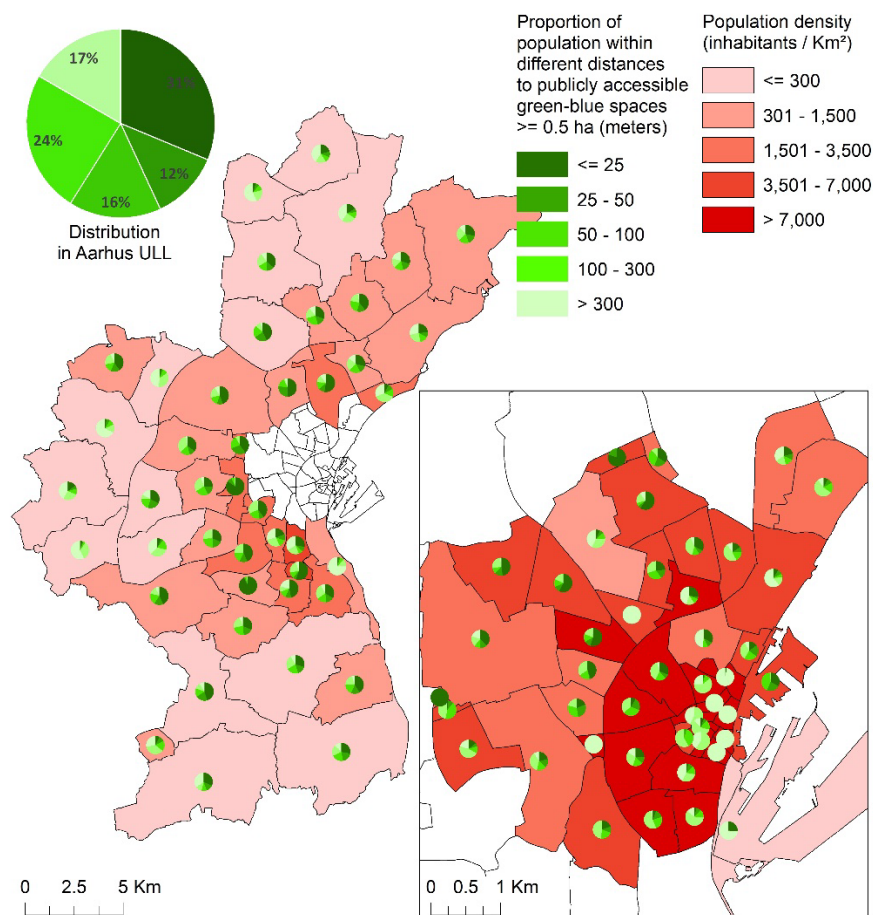 17%
24%
12%
16%
Distribution
in Aarhus ULL
Proportion of
population within
different distances
to publicly accessible
green-blue spaces
>= 0.5 ha (meters)
<= 25
25 - 50
50 - 100
100 - 300
> 300
Population density
(inhabitants / Km²)
<= 300
301 - 1,500
1,501 - 3,500
3,501 - 7,000
> 7,000
0 2.5 5 Km
0 0.5 1 Km